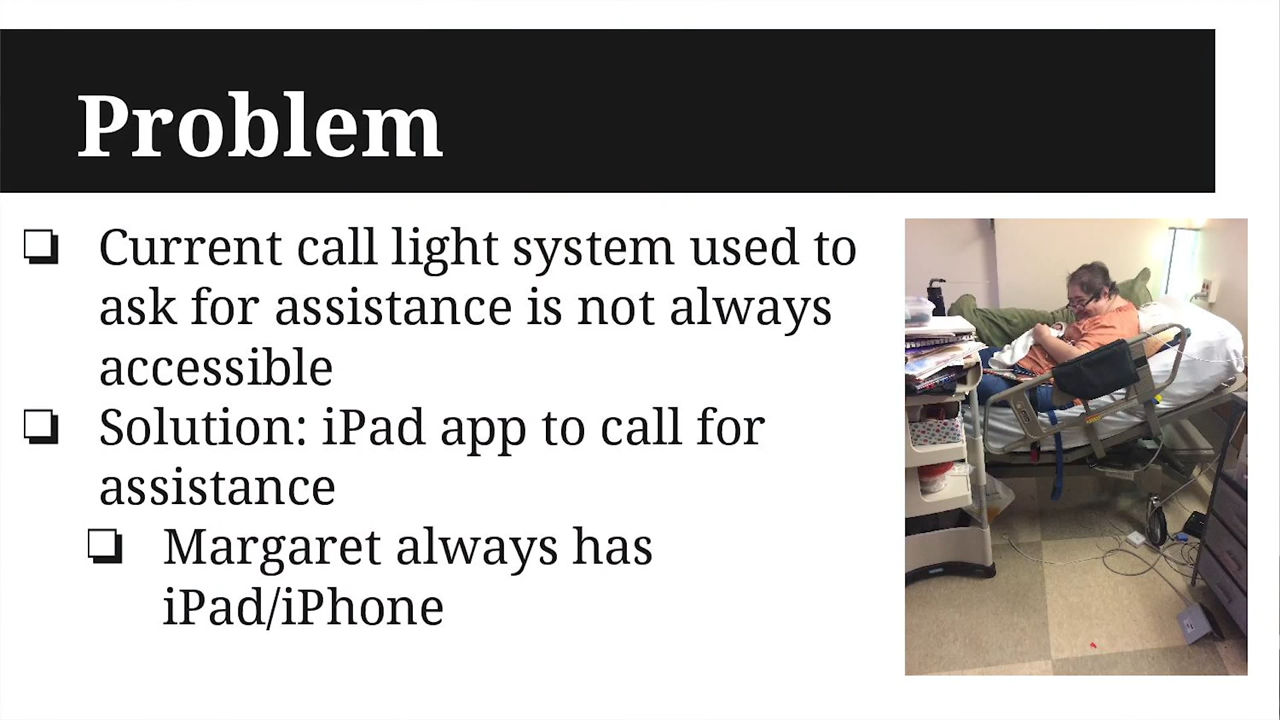 Problem
Current call light system used to
ask for assistance is not always
accessible
Solution: iPad app to call for
assistance
Margaret always has
iPad/iPhone